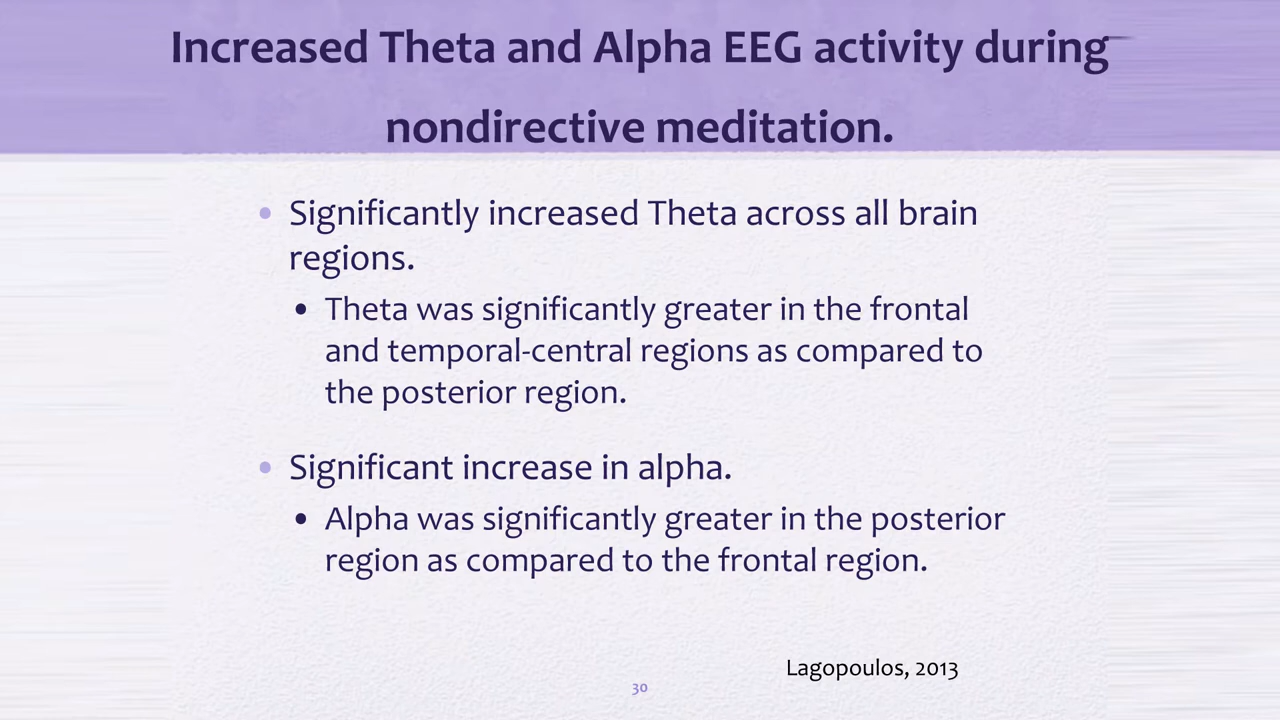 Increased Theta and Alpha EEG activity during
nondirective meditation.
• Significantly increased Theta across all brain
regions.
• Theta was significantly greater in the frontal
and temporal-central regions as compared to
the posterior region.
• Significant increase in alpha.
• Alpha was significantly greater in the posterior
region as compared to the frontal region.
Lagopoulos, 2013
30